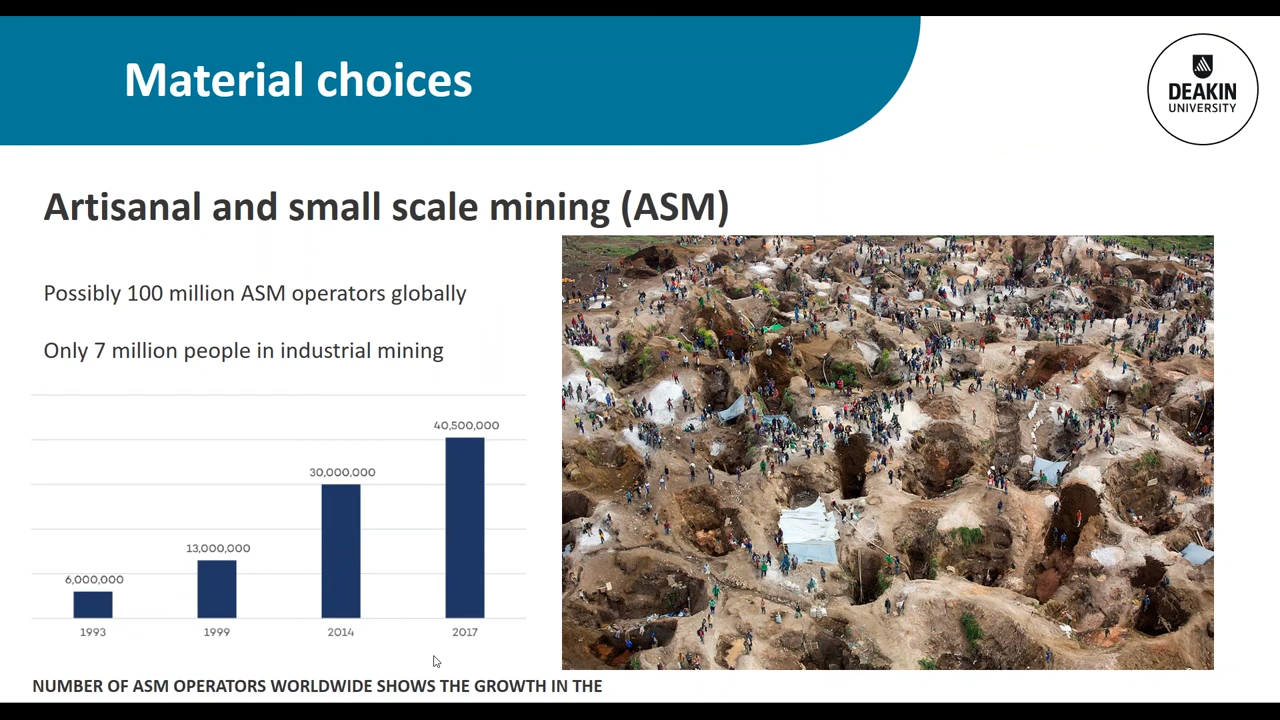 Material choices
DEAKIN
UNIVERSITY
Artisanal and small scale mining (ASM)
Possibly 100 million ASM operators globally
Only 7 million people in industrial mining
40,500,000
30,000,000
13,000,000
6,000,000
1993
1999
2014
2017
NUMBER OF ASM OPERATORS WORLDWIDE SHOWS THE GROWTH IN THE